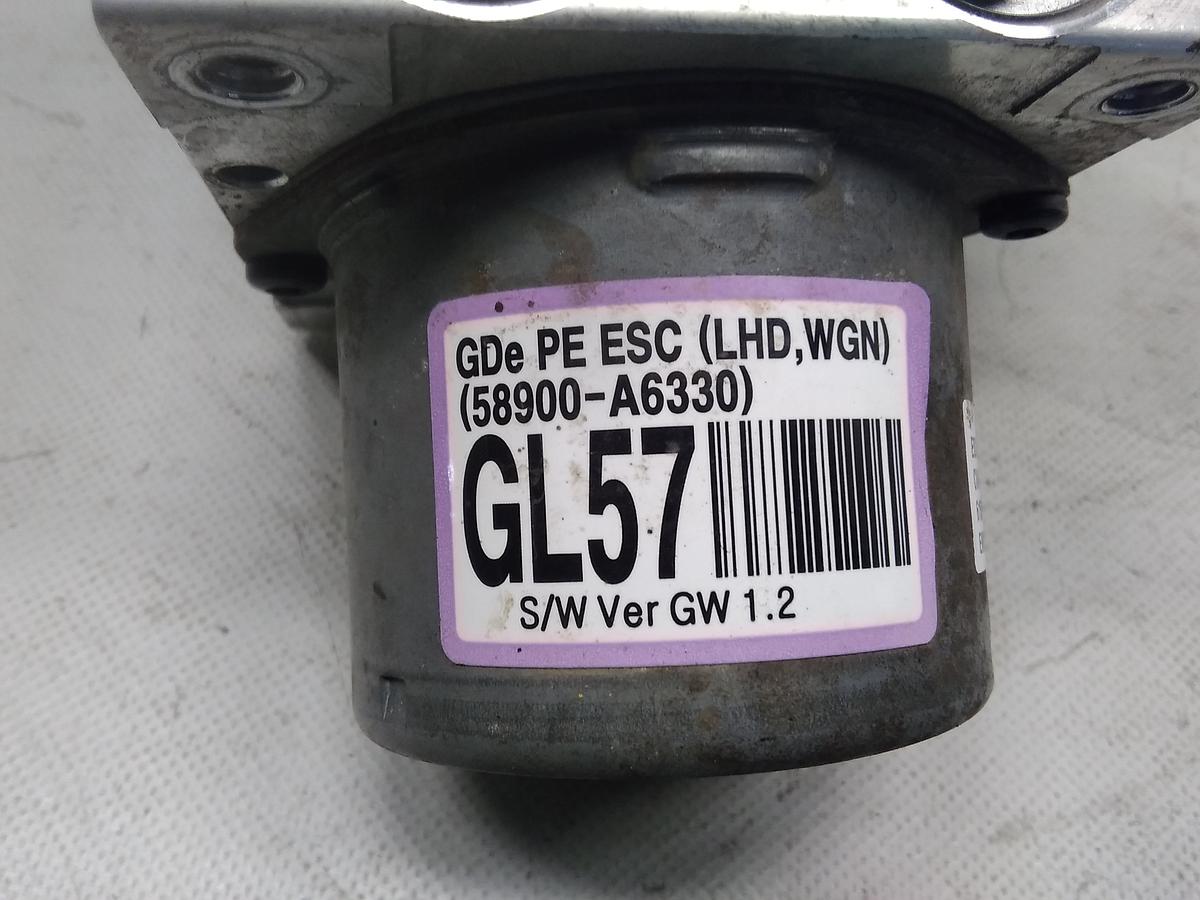 GDe PE ESC (LHD,WGN)
(58900-A6330)
GL57
S/W Ver GW 1.2